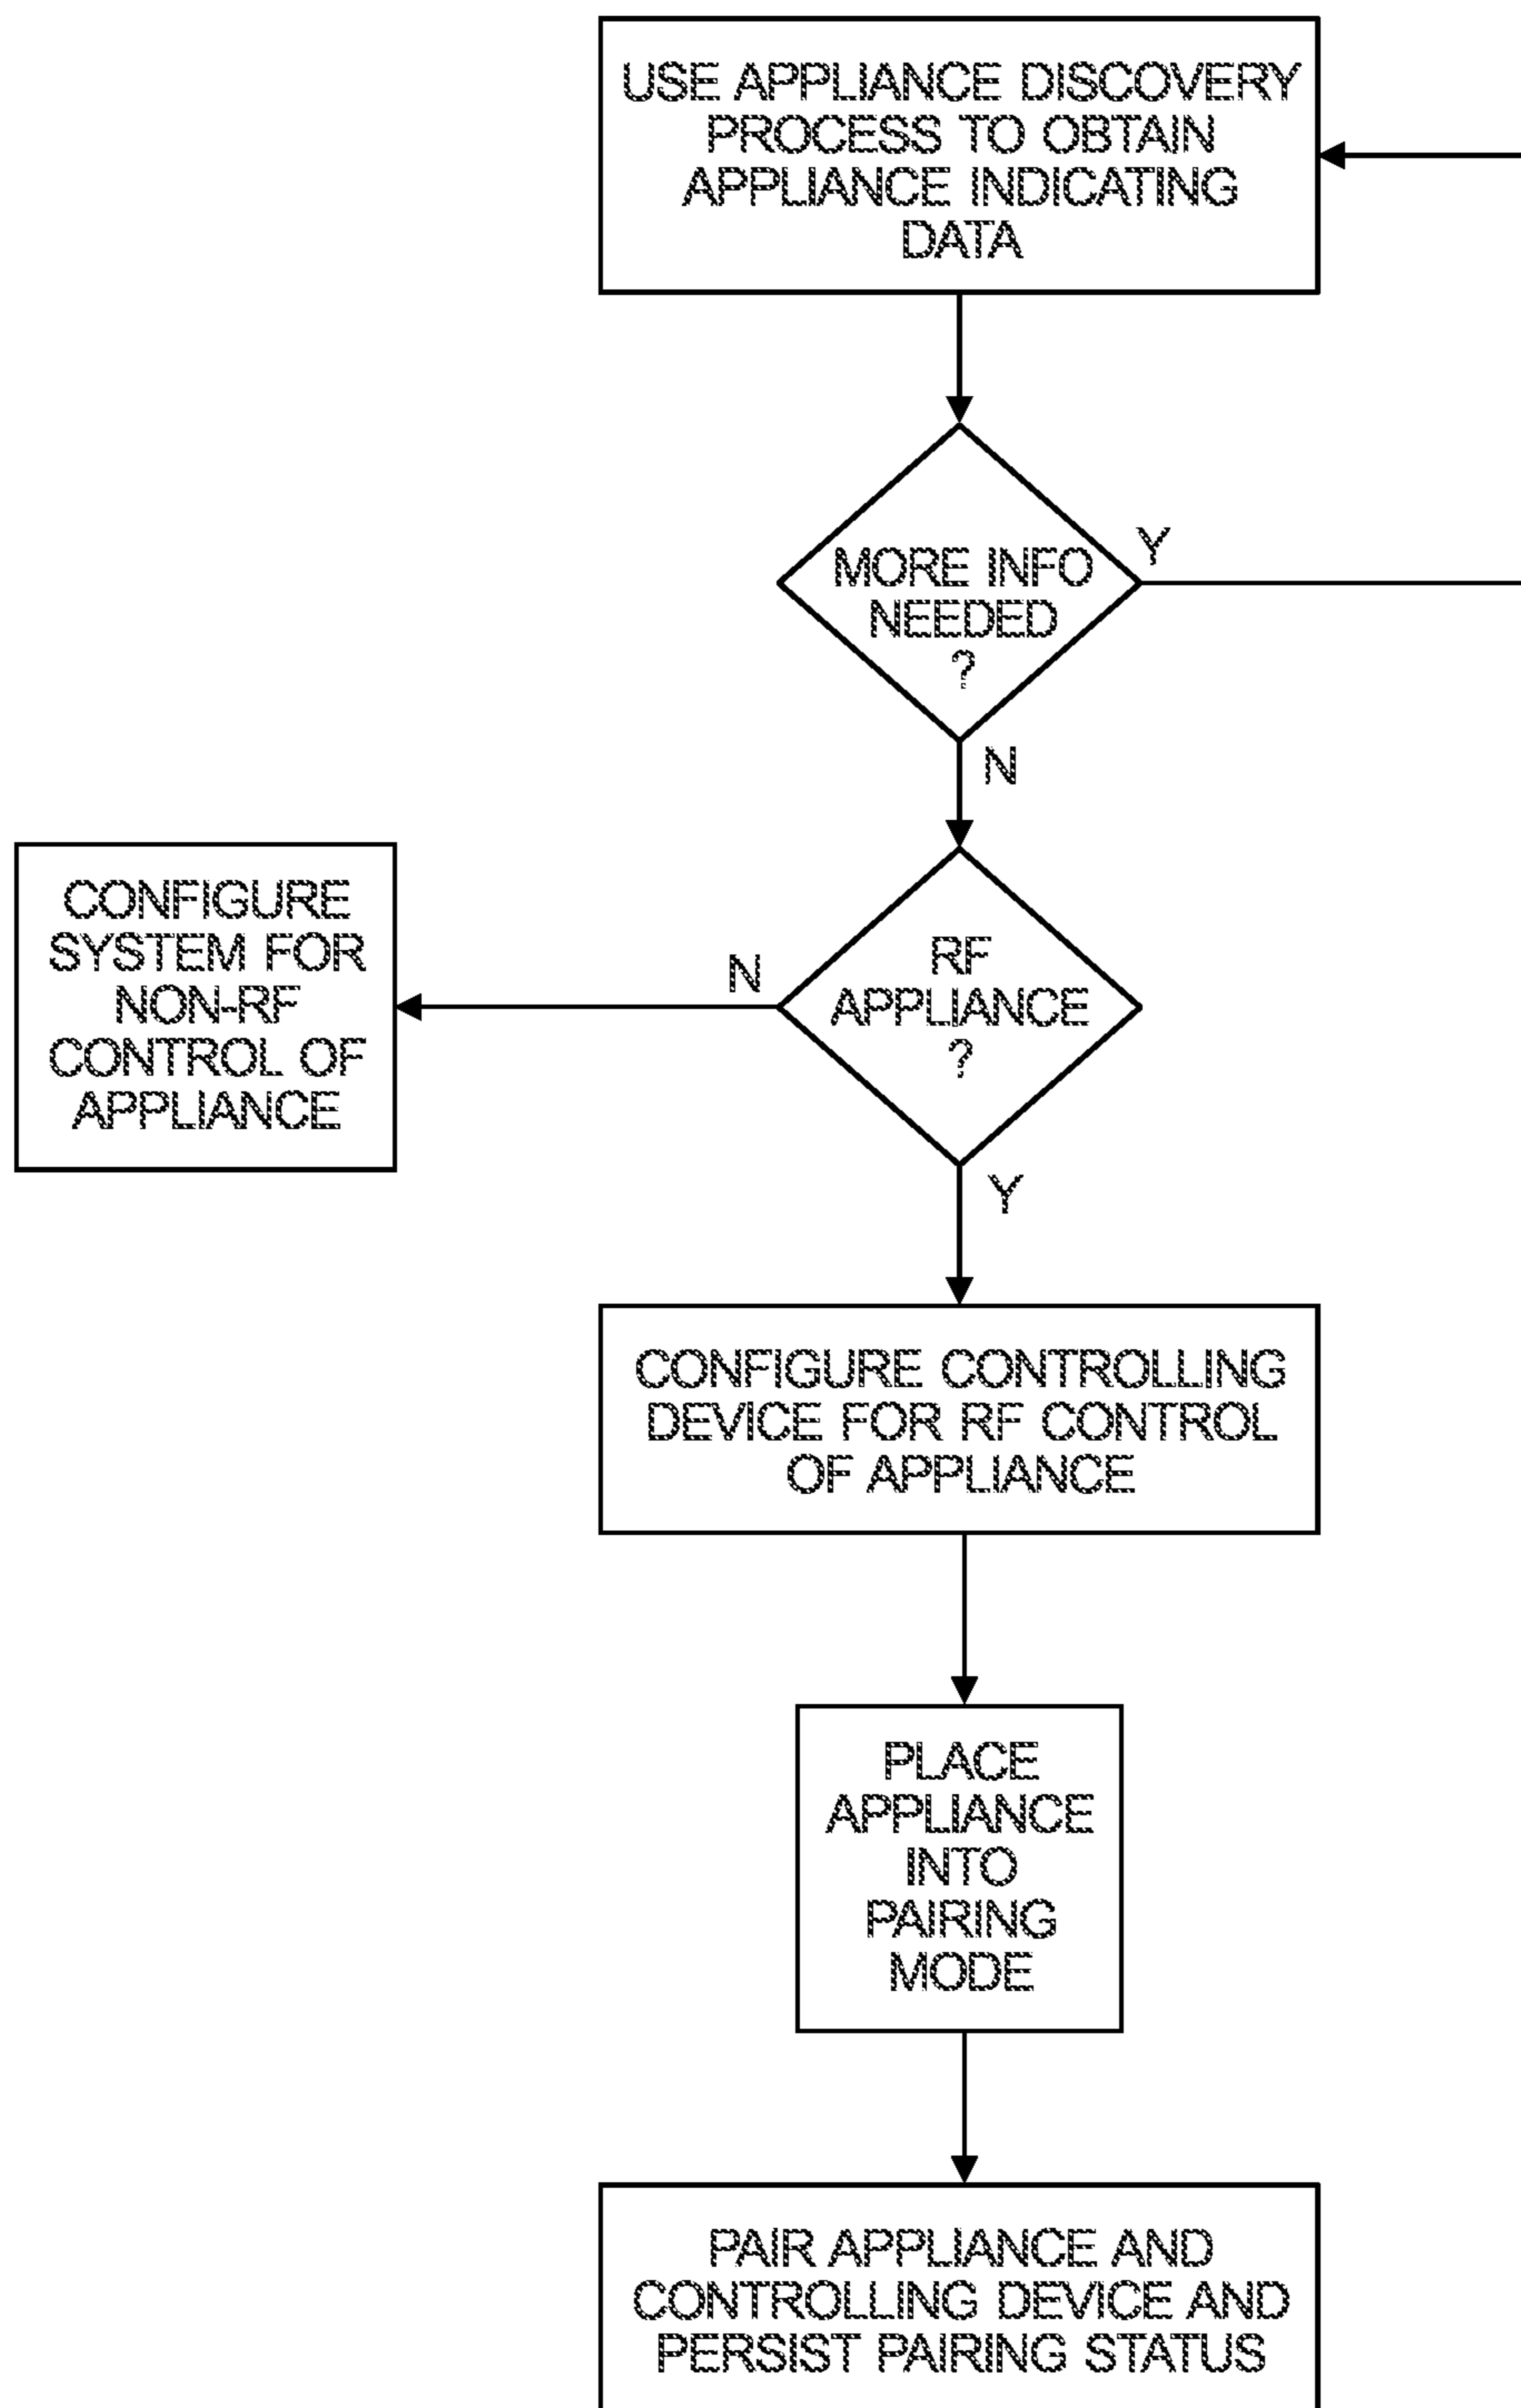 USE APPLIANCE DISCOVERY
PROCESS TO OBTAIN
APPLIANCE INDICATING
DATA
MORE INFO
NEEDED
?
Y
N
RF
APPLIANCE
?
N
Y
CONFIGURE
SYSTEM FOR
NON-RF
CONTROL OF
APPLIANCE
CONFIGURE CONTROLLING
DEVICE FOR RF CONTROL
OF APPLIANCE
PLACE
APPLIANCE
INTO
PAIRING
MODE
PAIR APPLIANCE AND
CONTROLLING DEVICE AND
PERSIST PAIRING STATUS